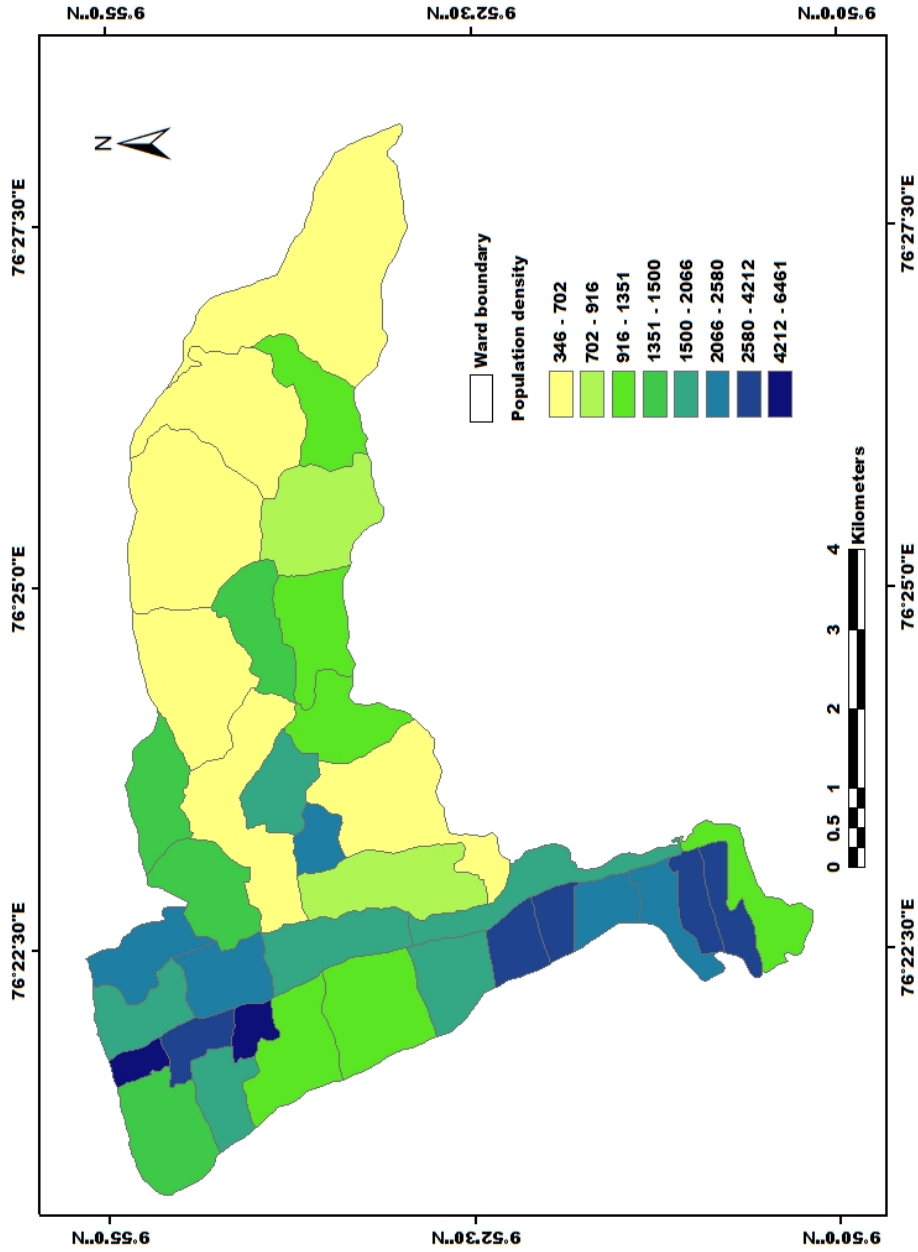 76°22'30"E
76°25'0"E
76°27'30"E
9°55'0"N
9°55'0"N
N
9°52'30"N
9°52'30"N
Ward boundary
Population density
346 - 702
702 - 916
916 - 1351
1351 - 1500
1500 - 2066
2066 - 2580
2580 - 4212
4212 - 6461
0 0.5 1 2 3 4
Kilometers
9°50'0"N
9°50'0"N
76°22'30"E
76°25'0"E
76°27'30"E